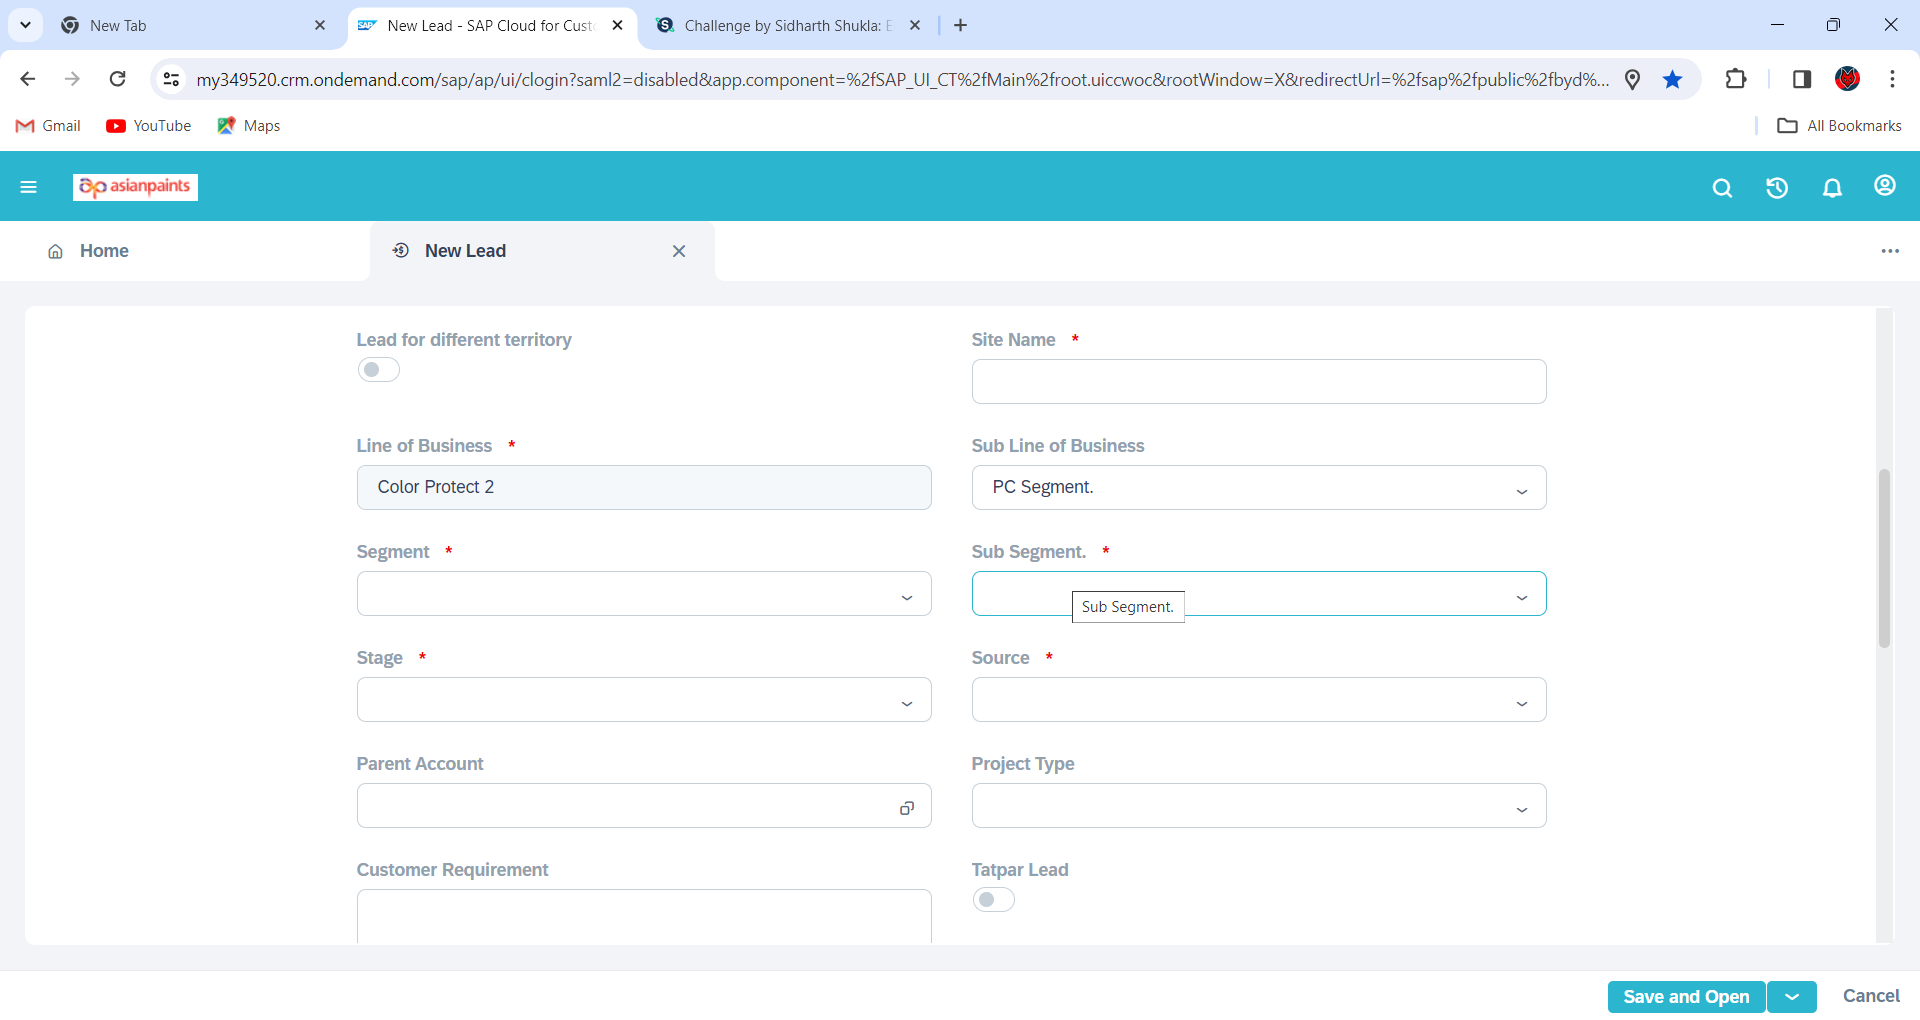 New Tab
SAP New Lead - SAP Cloud for Custo
Challenge by Sidharth Shukla: E
my349520.crm.ondemand.com/sap/ap/ui/clogin?saml2=disabled&app.component=%2fSAP_UI_CT%2fMain%2froot.uiccwoc&rootWindow=X&redirectUrl=%2fsap%2fpublic%2fbyd%...
Gmail
YouTube
Maps
All Bookmarks
ap asianpaints
Home
New Lead
Lead for different territory
Site Name *
Line of Business *
Sub Line of Business
Color Protect 2
PC Segment.
Segment *
Sub Segment. *
Sub Segment.
Stage *
Source *
Parent Account
Project Type
Customer Requirement
Tatpar Lead
Save and Open
Cancel